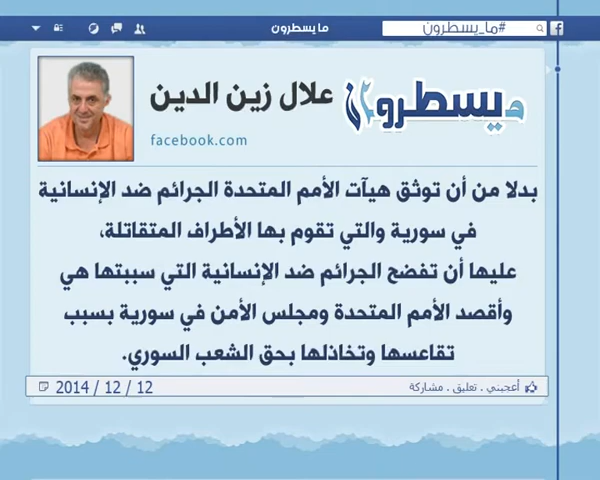 ما يسطرون
#ما_يسطرون
علال زين الدين
ما يسطرون
facebook.com
بدلا من أن توثق هيآت الأمم المتحدة الجرائم ضد الإنسانية
في سورية والتي تقوم بها الأطراف المتقاتلة،
عليها أن تفضح الجرائم ضد الإنسانية التي سببتها هي
وأقصد الأمم المتحدة ومجلس الأمن في سورية بسبب
تقاعسها وتخاذلها بحق الشعب السوري.
أعجبني . تعليق . مشاركة
2014 / 12 / 12